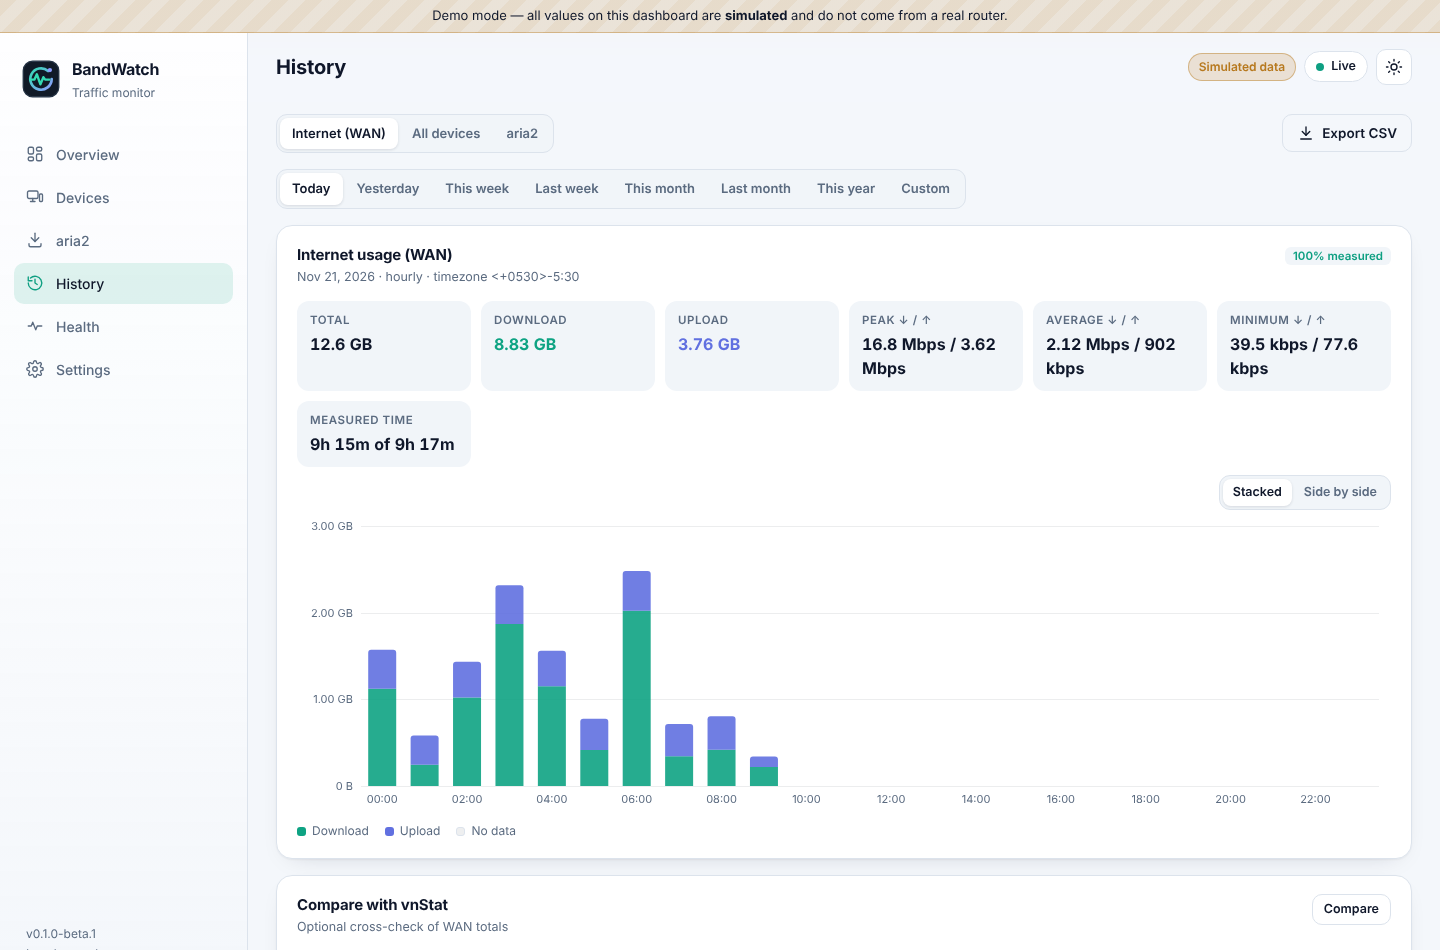 Demo mode — all values on this dashboard are simulated and do not come from a real router.
BandWatch
Traffic monitor
Overview
Devices
aria2
History
Health
Settings
v0.1.0-beta.1
History
Simulated data
Live
Internet (WAN) All devices aria2
Export CSV
Today Yesterday This week Last week This month Last month This year Custom
Internet usage (WAN)
100% measured
Nov 21, 2026 · hourly · timezone <+0530>-5:30
TOTAL
12.6 GB
DOWNLOAD
8.83 GB
UPLOAD
3.76 GB
PEAK ↓ / ↑
16.8 Mbps / 3.62
Mbps
AVERAGE ↓ / ↑
2.12 Mbps / 902
kbps
MINIMUM ↓ / ↑
39.5 kbps / 77.6
kbps
MEASURED TIME
9h 15m of 9h 17m
Stacked Side by side
3.00 GB
2.00 GB
1.00 GB
0 B
00:00 02:00 04:00 06:00 08:00 10:00 12:00 14:00 16:00 18:00 20:00 22:00
Download Upload No data
Compare with vnStat
Optional cross-check of WAN totals
Compare